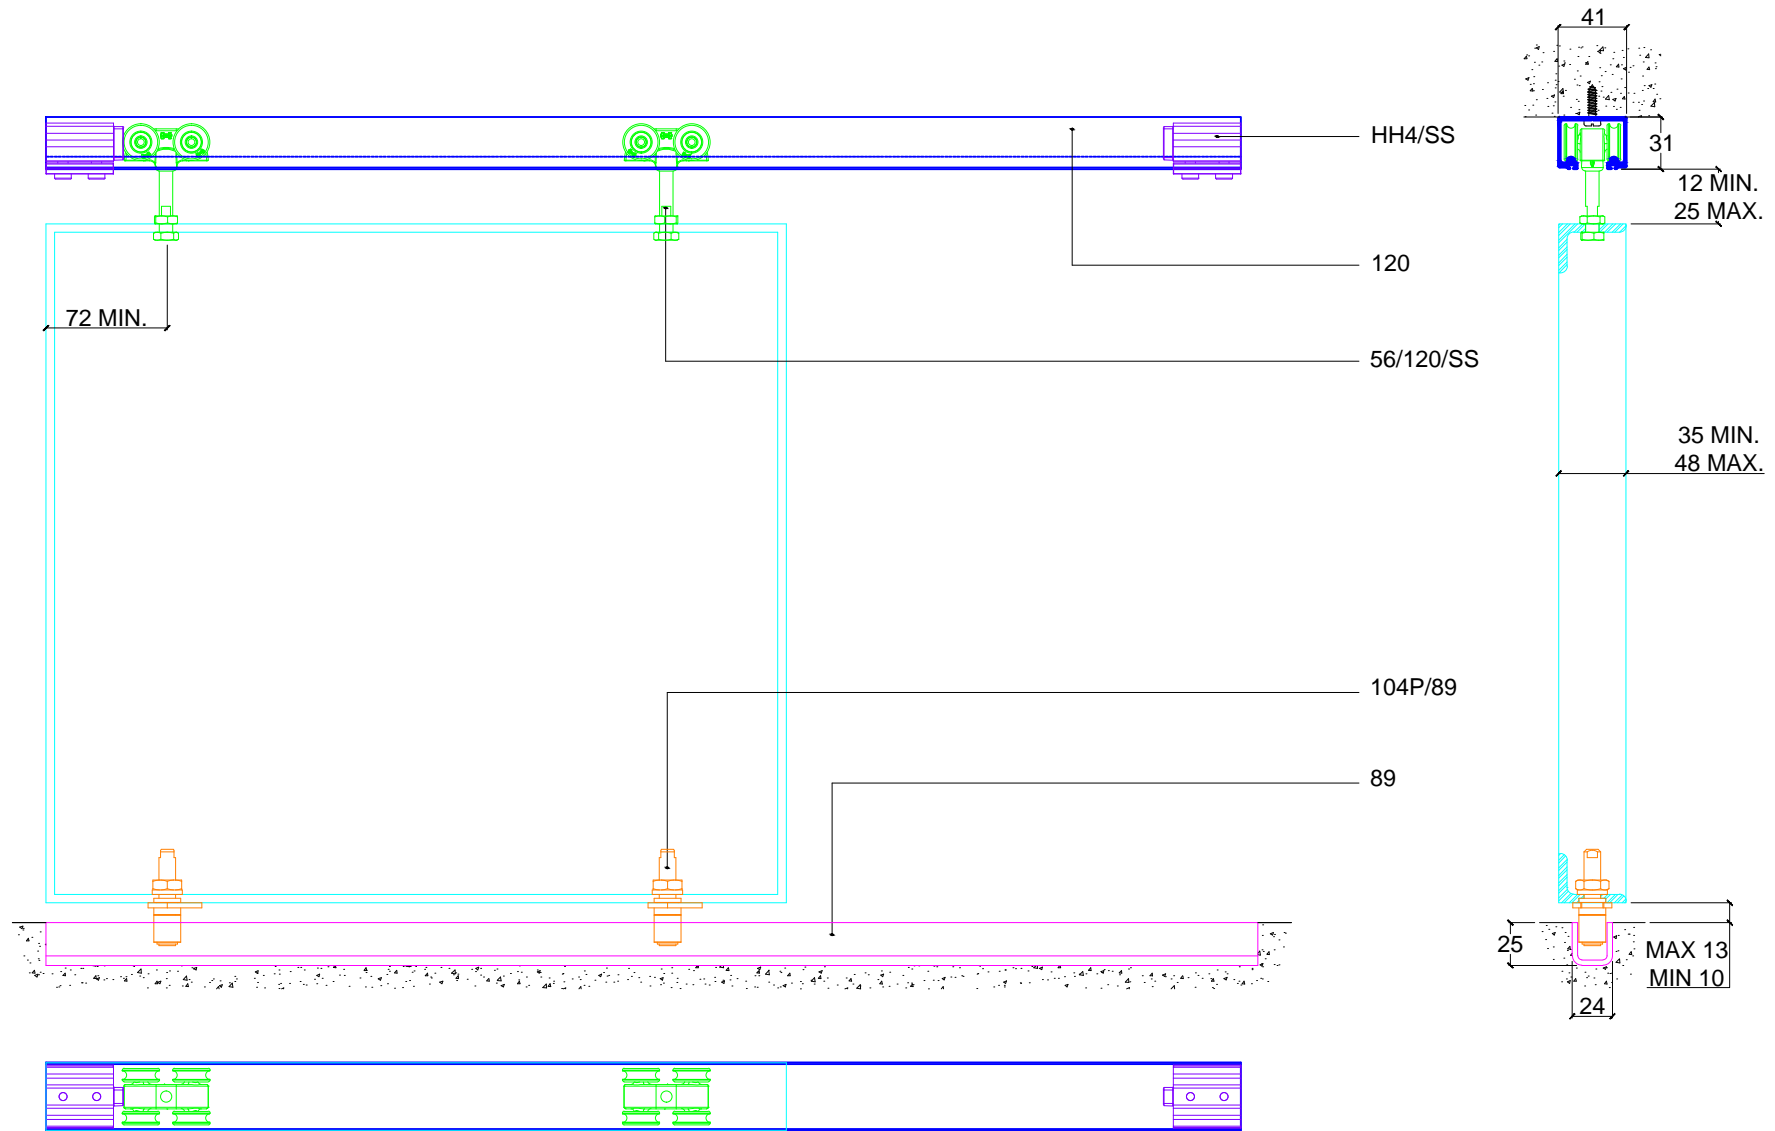 41
HH4/SS
31
12 MIN.
25 MAX.
120
72 MIN.
56/120/SS
35 MIN.
48 MAX.
104P/89
89
25
MAX 13
MIN 10
24